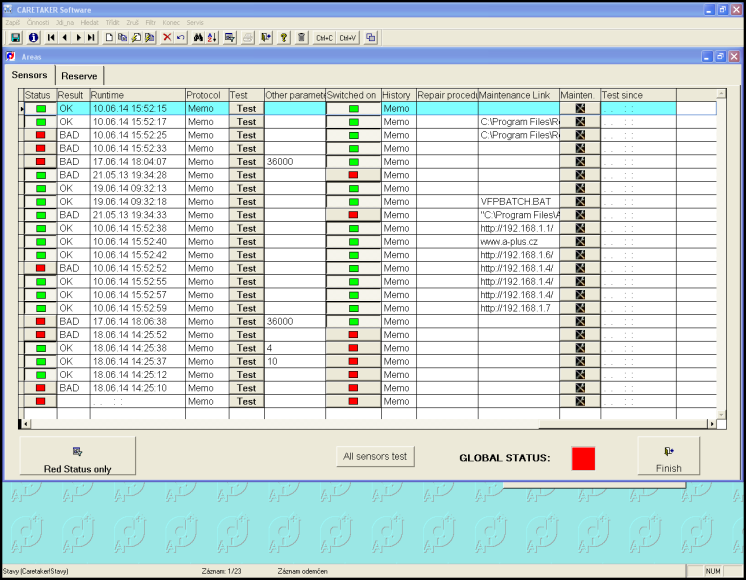 CARETAKER Software
Zapiš Činnosti Jdi_na Hledat Třídit Zruš Filtr Konec Servis
Ctrl+C Ctrl+V
Areas
Sensors Reserve
Status Result Runtime Protocol Test Other paramete Switched on History Repair procedu Maintenance Link Mainten. Test since
OK 10.06.14 15:52:15 Memo Test Memo . . : :
OK 10.06.14 15:52:17 Memo Test Memo C:\Program Files\Re . . : :
BAD 10.06.14 15:52:25 Memo Test Memo C:\Program Files\Re . . : :
BAD 10.06.14 15:52:33 Memo Test Memo . . : :
BAD 17.06.14 18:04:07 Memo Test 36000 Memo . . : :
BAD 21.05.13 19:34:28 Memo Test Memo . . : :
OK 19.06.14 09:32:13 Memo Test Memo . . : :
OK 19.06.14 09:32:18 Memo Test Memo VFPBATCH.BAT . . : :
BAD 21.05.13 19:34:33 Memo Test Memo "C:\Program Files\A . . : :
OK 10.06.14 15:52:38 Memo Test Memo http://192.168.1.1/ . . : :
OK 10.06.14 15:52:40 Memo Test Memo www.a-plus.cz . . : :
OK 10.06.14 15:52:42 Memo Test Memo http://192.168.1.6/ . . : :
BAD 10.06.14 15:52:52 Memo Test Memo http://192.168.1.4/ . . : :
OK 10.06.14 15:52:55 Memo Test Memo http://192.168.1.4/ . . : :
OK 10.06.14 15:52:57 Memo Test Memo http://192.168.1.4/ . . : :
OK 10.06.14 15:52:59 Memo Test Memo http://192.168.1.7 . . : :
BAD 17.06.14 18:06:38 Memo Test 36000 Memo . . : :
BAD 18.06.14 14:25:52 Memo Test Memo . . : :
OK 18.06.14 14:25:38 Memo Test 4 Memo . . : :
OK 18.06.14 14:25:37 Memo Test 10 Memo . . : :
OK 18.06.14 14:25:12 Memo Test Memo . . : :
BAD 18.06.14 14:25:10 Memo Test Memo . . : :
. . : : Memo Test Memo . . : :
Red Status only
All sensors test
GLOBAL STATUS:
Finish
Stavy (Caretaker!Stavy) Záznam: 1/23 Záznam odemčen NUM